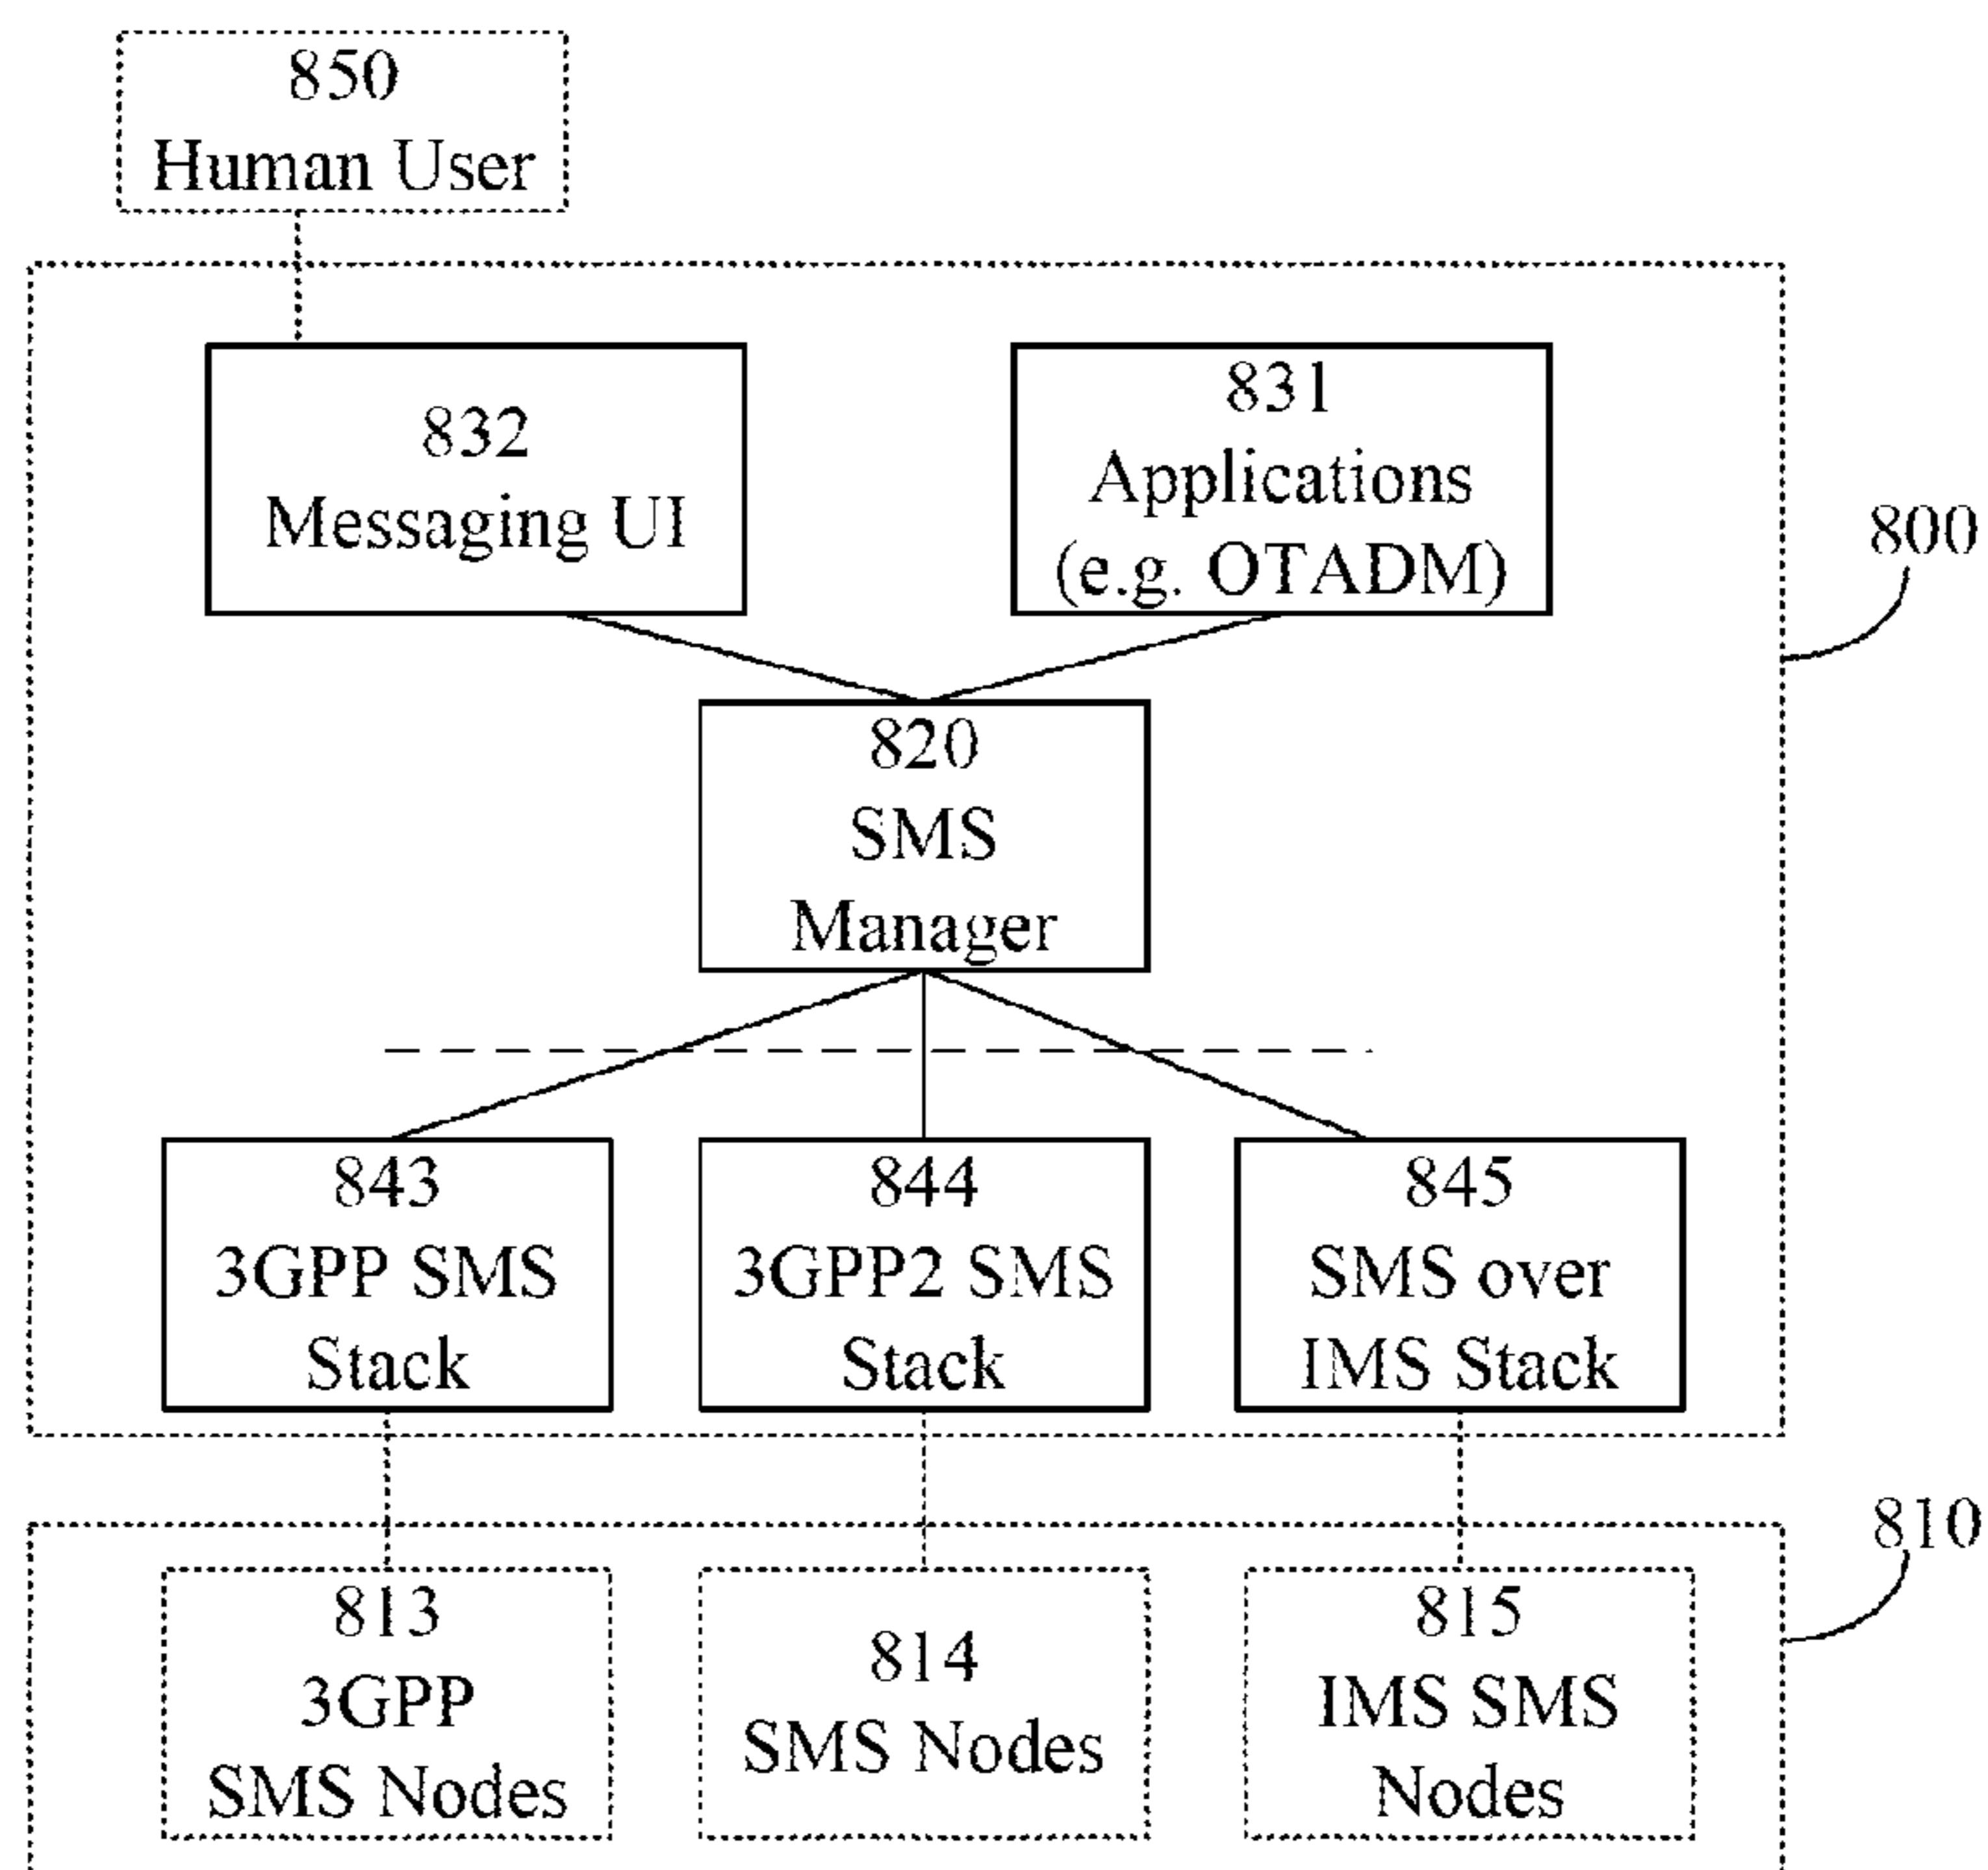 850
Human User
832
Messaging UI
831
Applications
(e.g. OTADM)
800
820
SMS
Manager
843
3GPP SMS
Stack
844
3GPP2 SMS
Stack
845
SMS over
IMS Stack
810
813
3GPP
SMS Nodes
814
SMS Nodes
815
IMS SMS
Nodes